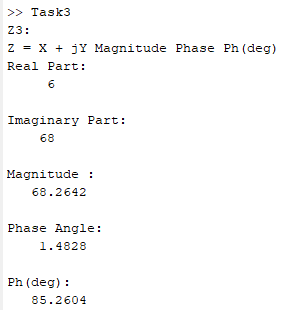 >> Task3
Z3:
Z = X + jY Magnitude Phase Ph(deg)
Real Part:
6
Imaginary Part:
68
Magnitude :
68.2642
Phase Angle:
1.4828
Ph(deg):
85.2604